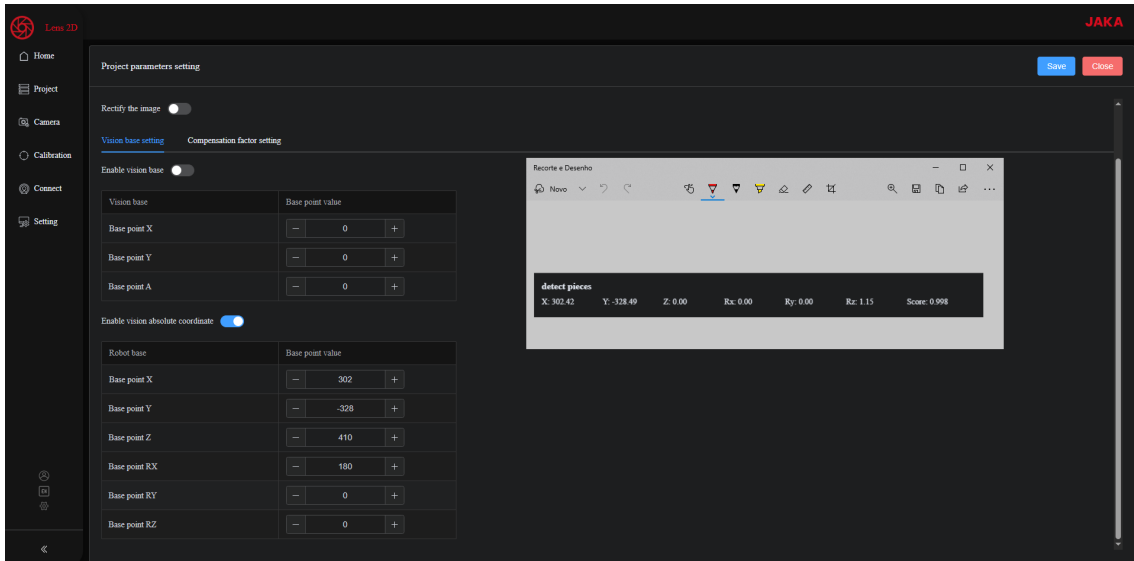 Lens 2D
JAKA
Home
Project
Camera
Calibration
Connect
Setting
Project parameters setting
Save
Close
Rectify the image
Vision base setting Compensation factor setting
Enable vision base
Vision base Base point value
Base point X − 0 +
Base point Y − 0 +
Base point A − 0 +
Enable vision absolute coordinate
Robot base Base point value
Base point X − 302 +
Base point Y − -328 +
Base point Z − 410 +
Base point RX − 180 +
Base point RY − 0 +
Base point RZ − 0 +
Recorte e Desenho
Novo
detect pieces
X: 302.42 Y: -328.49 Z: 0.00 Rx: 0.00 Ry: 0.00 Rz: 1.15 Score: 0.998